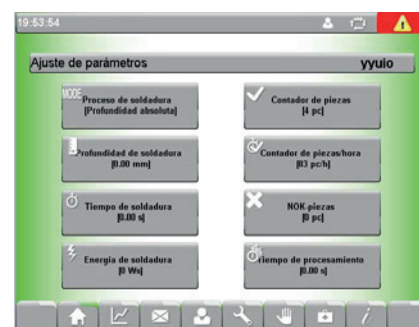 19:53:54
Ajuste de parámetros
yyuio
MODE
Proceso de soldadura
[Profundidad absoluta]
Contador de piezas
[4 pc]
Profundidad de soldadura
[0.00 mm]
Contador de piezas/hora
[83 pc/h]
Tiempo de soldadura
[0.00 s]
NOK-piezas
[0 pc]
Energía de soldadura
[0 Ws]
Tiempo de procesamiento
[0.00 s]